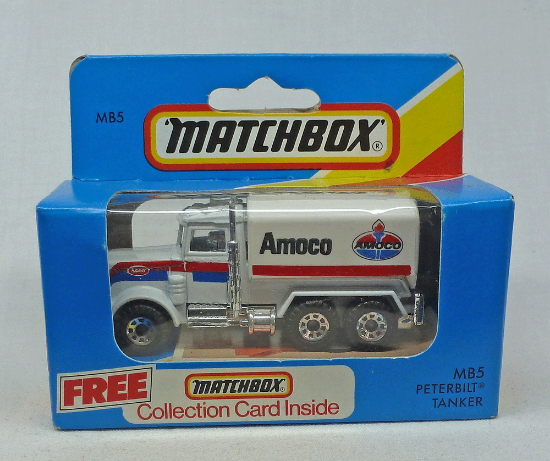 MB5
"MATCHBOX"®
Amoco
AMOCO
FREE
"MATCHBOX"®
Collection Card Inside
MB5
PETERBILT®
TANKER